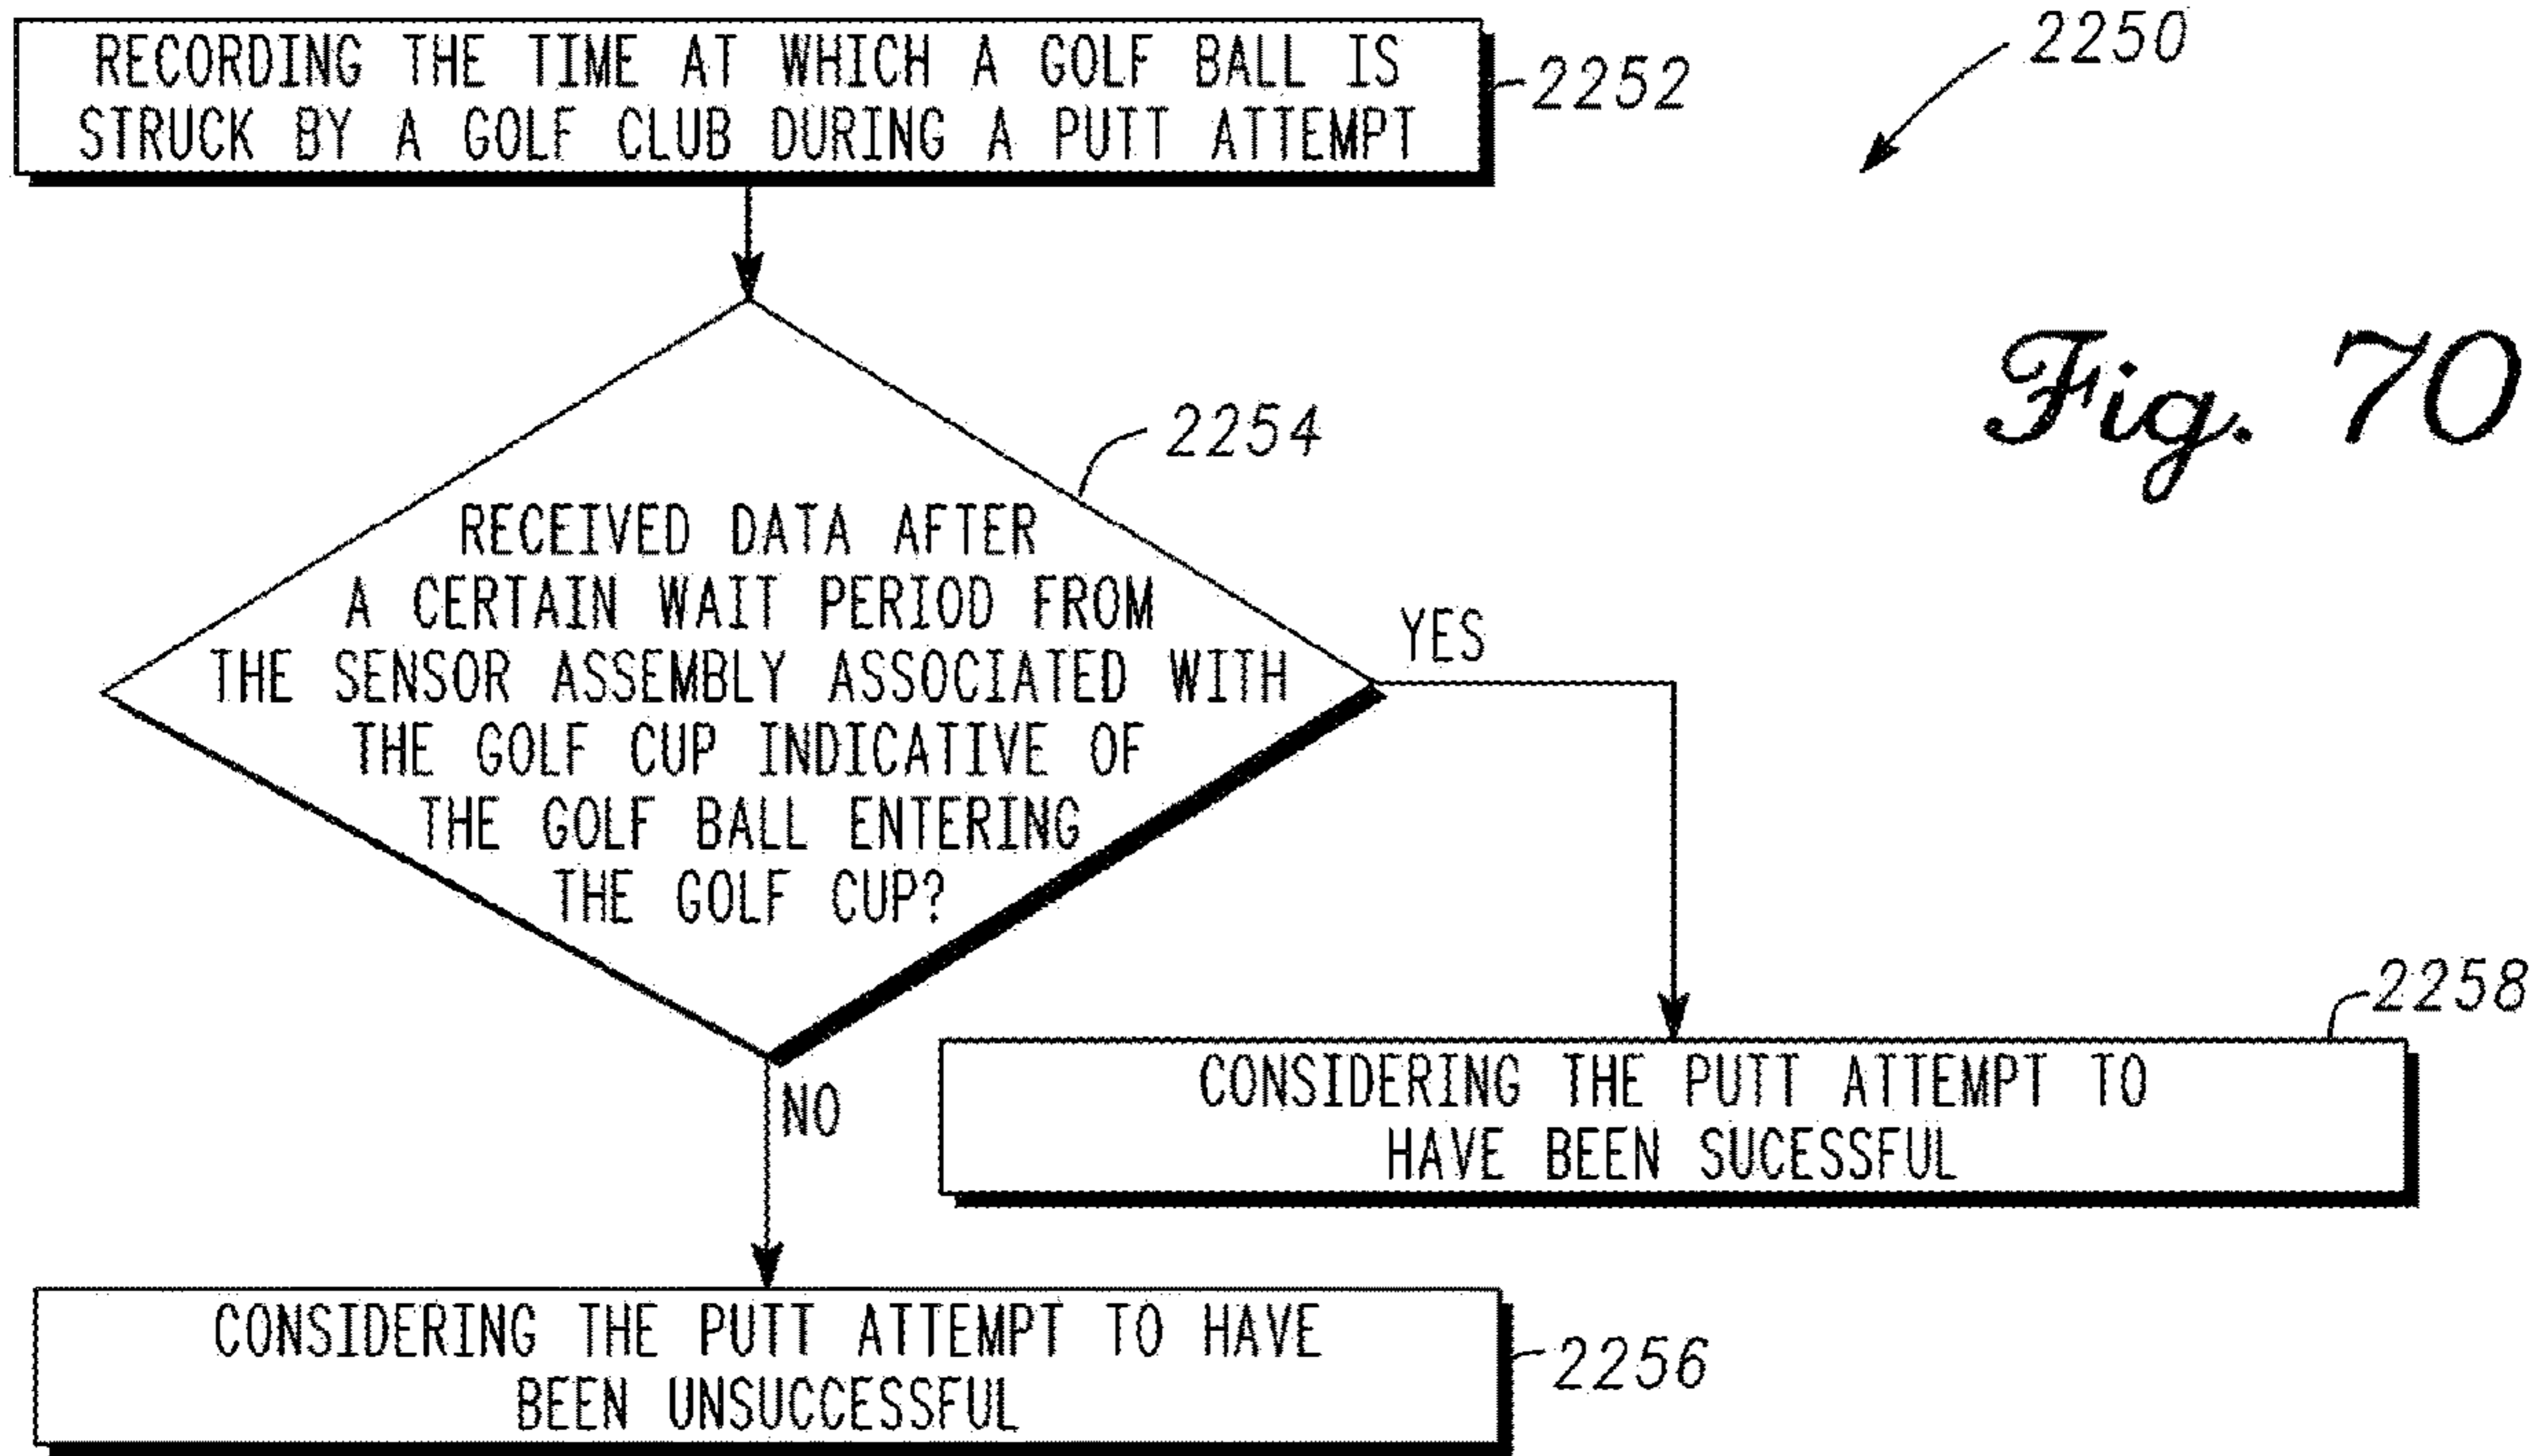 RECORDING THE TIME AT WHICH A GOLF BALL IS
STRUCK BY A GOLF CLUB DURING A PUTT ATTEMPT
2252
2250
Fig. 70
2254
RECEIVED DATA AFTER
A CERTAIN WAIT PERIOD FROM
THE SENSOR ASSEMBLY ASSOCIATED WITH
THE GOLF CUP INDICATIVE OF
THE GOLF BALL ENTERING
THE GOLF CUP?
YES
NO
2258
CONSIDERING THE PUTT ATTEMPT TO
HAVE BEEN SUCESSFUL
CONSIDERING THE PUTT ATTEMPT TO HAVE
BEEN UNSUCCESSFUL
2256